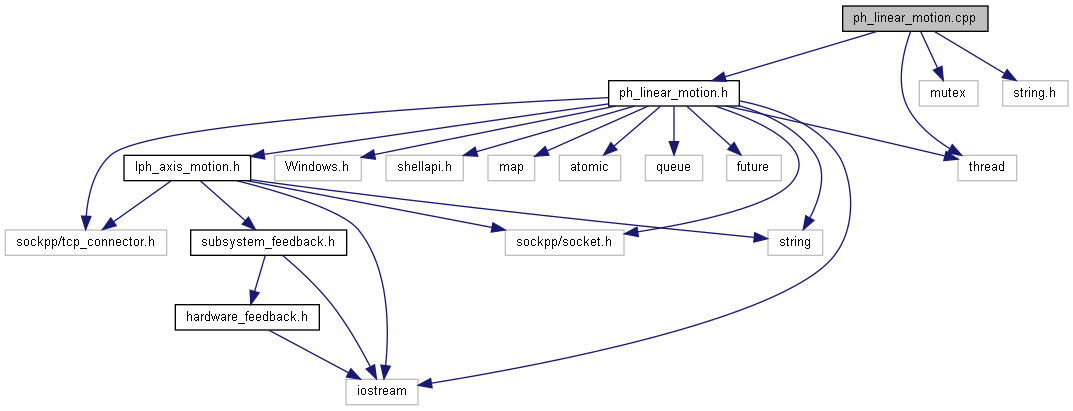 ph_linear_motion.cpp
ph_linear_motion.h
mutex
string.h
lph_axis_motion.h
Windows.h
shellapi.h
map
atomic
queue
future
thread
sockpp/tcp_connector.h
subsystem_feedback.h
sockpp/socket.h
string
hardware_feedback.h
iostream